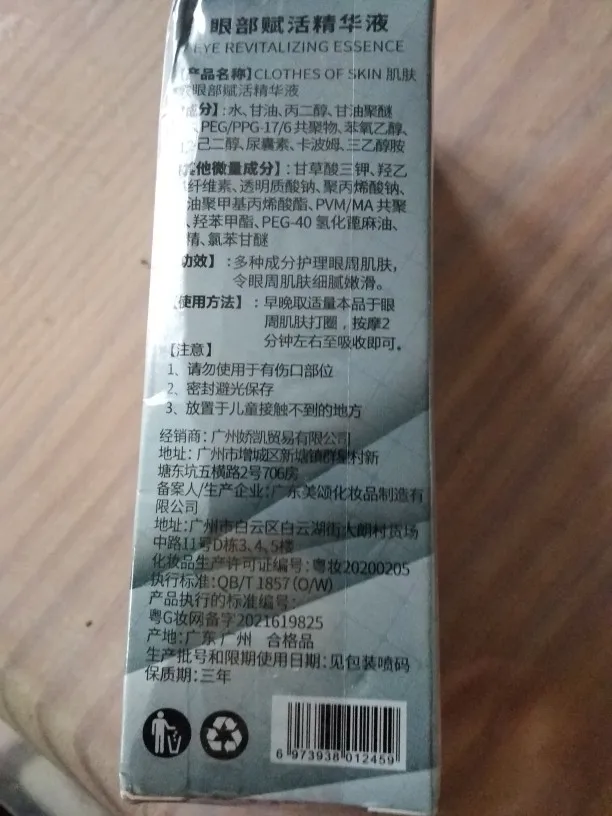 眼部赋活精华液
EYE REVITALIZING ESSENCE
【产品名称】CLOTHES OF SKIN 肌肤
眼部赋活精华液
成分】:水、甘油、丙二醇、甘油聚醚
、PEG/PPG-17/6共聚物、苯氧乙醇、
己二醇、尿囊素、卡波姆、三乙醇胺
其他微量成分】:甘草酸三钾、羟乙
纤维素、透明质酸钠、聚丙烯酸钠、
油聚甲基丙烯酸酯、PVM/MA共聚
、羟苯甲酯、PEG-40氢化蓖麻油、
精、氯苯甘醚
功效】:多种成分护理眼周肌肤,
令眼周肌肤细腻嫩滑。
【使用方法】:早晚取适量本品于眼
周肌肤打圈,按摩2
分钟左右至吸收即可。
【注意】
1、请勿使用于有伤口部位
2、密封避光保存
3、放置于儿童接触不到的地方
经销商:广州娇凯贸易有限公司
地址:广州市增城区新塘镇群星村新
塘东坑五横路2号706房
备案人/生产企业:广东美颂化妆品制造有
限公司
地址:广州市白云区白云湖街大朗村货场
中路11号D栋3、4、5楼
化妆品生产许可证编号:粤妆20200205
执行标准:QB/T 1857(O/W)
产品执行的标准编号:
粤G妆网备字2021619825
产地:广东广州 合格品
生产批号和限期使用日期:见包装喷码
保质期:三年
6 973938 012459